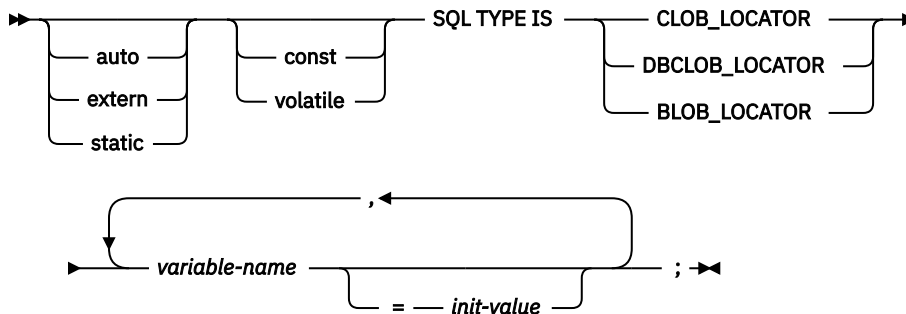 SQL TYPE IS CLOB_LOCATOR
auto const DBCLOB_LOCATOR
extern volatile BLOB_LOCATOR
static
,
variable-name ;
= init-value